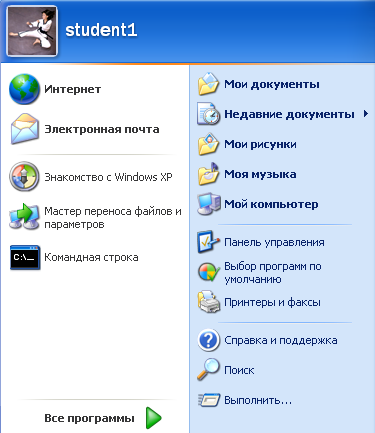 student1
Интернет
Электронная почта
Знакомство с Windows XP
Мастер переноса файлов и
параметров
C:\_
Командная строка
Все программы
Мои документы
Недавние документы
Мои рисунки
Моя музыка
Мой компьютер
Панель управления
Выбор программ по
умолчанию
Принтеры и факсы
Справка и поддержка
Поиск
Выполнить...